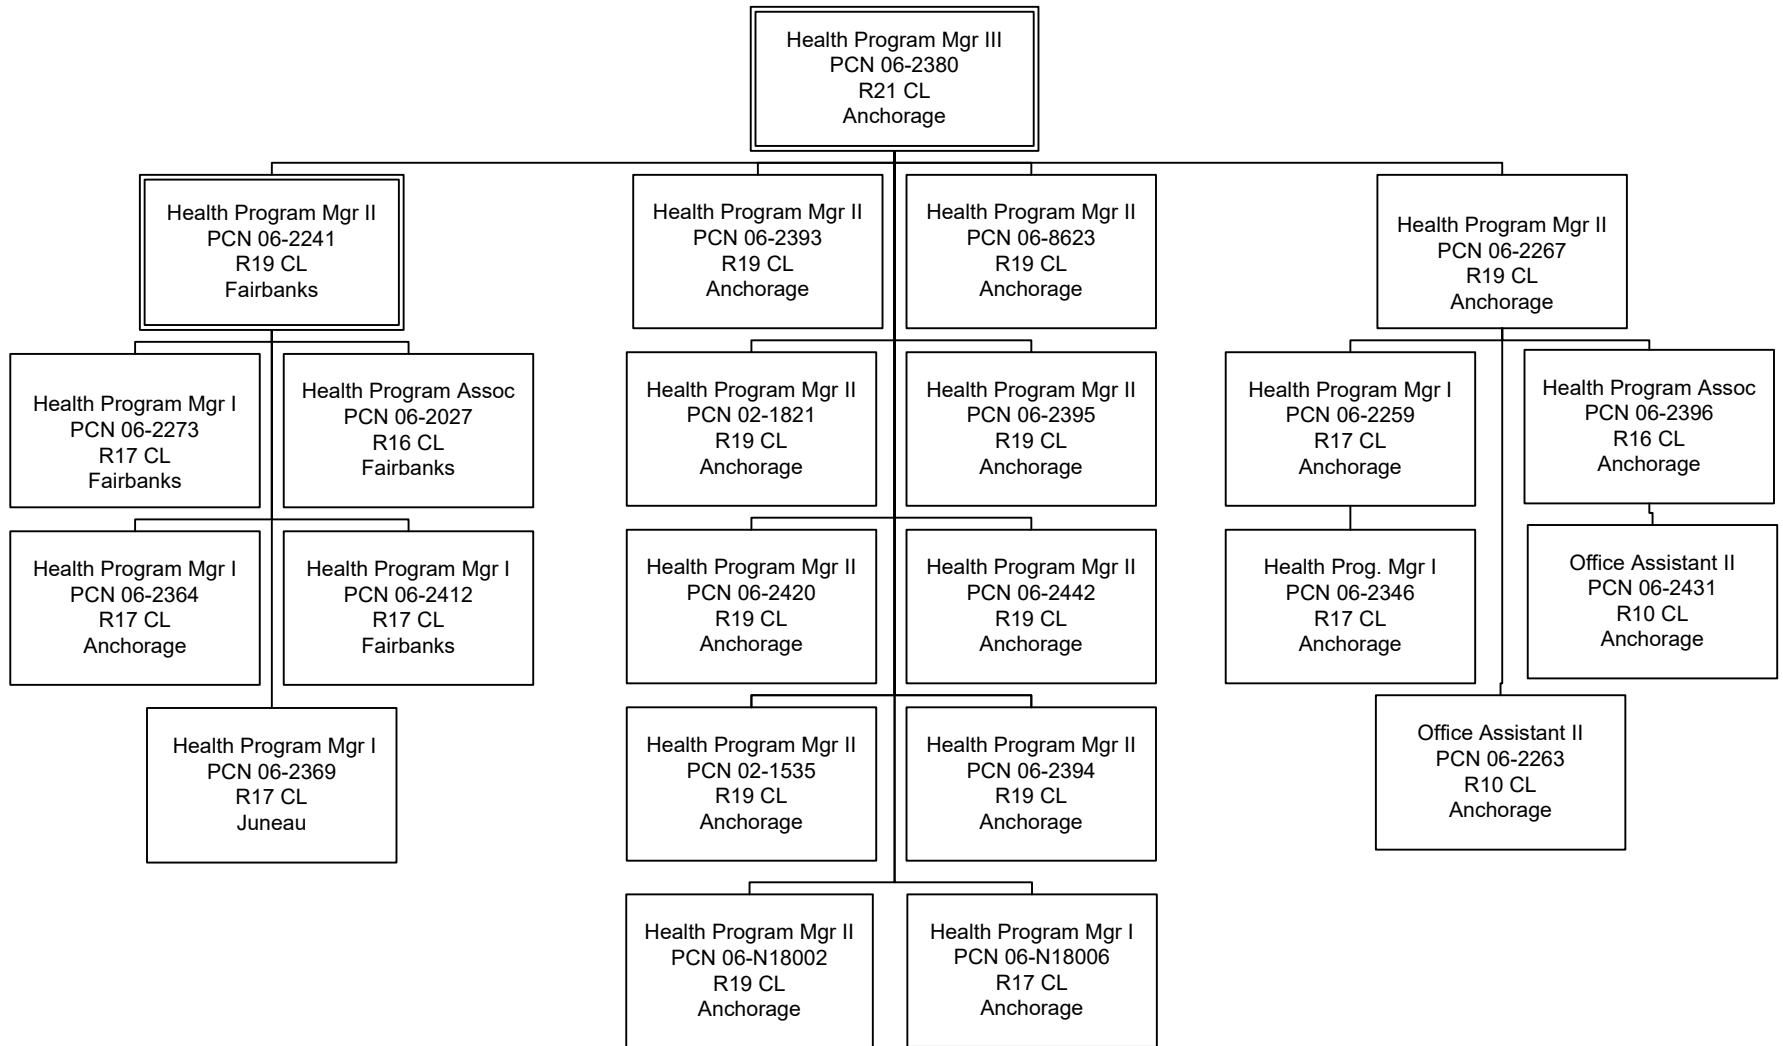 Health Program Mgr III
PCN 06-2380
R21 CL
Anchorage
Health Program Mgr II
PCN 06-2241
R19 CL
Fairbanks
Health Program Mgr II
PCN 06-2393
R19 CL
Anchorage
Health Program Mgr II
PCN 06-8623
R19 CL
Anchorage
Health Program Mgr II
PCN 06-2267
R19 CL
Anchorage
Health Program Mgr I
PCN 06-2273
R17 CL
Fairbanks
Health Program Assoc
PCN 06-2027
R16 CL
Fairbanks
Health Program Mgr II
PCN 02-1821
R19 CL
Anchorage
Health Program Mgr II
PCN 06-2395
R19 CL
Anchorage
Health Program Mgr I
PCN 06-2259
R17 CL
Anchorage
Health Program Assoc
PCN 06-2396
R16 CL
Anchorage
Health Program Mgr I
PCN 06-2364
R17 CL
Anchorage
Health Program Mgr I
PCN 06-2412
R17 CL
Fairbanks
Health Program Mgr II
PCN 06-2420
R19 CL
Anchorage
Health Program Mgr II
PCN 06-2442
R19 CL
Anchorage
Health Prog. Mgr I
PCN 06-2346
R17 CL
Anchorage
Office Assistant II
PCN 06-2431
R10 CL
Anchorage
Health Program Mgr I
PCN 06-2369
R17 CL
Juneau
Health Program Mgr II
PCN 02-1535
R19 CL
Anchorage
Health Program Mgr II
PCN 06-2394
R19 CL
Anchorage
Office Assistant II
PCN 06-2263
R10 CL
Anchorage
Health Program Mgr II
PCN 06-N18002
R19 CL
Anchorage
Health Program Mgr I
PCN 06-N18006
R17 CL
Anchorage